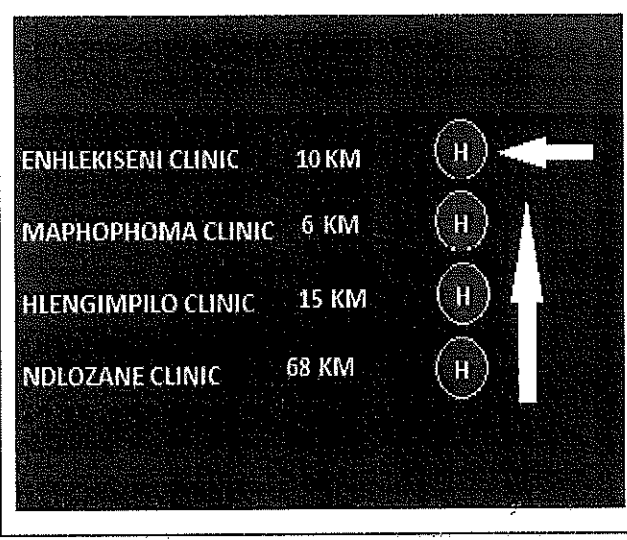 ENHLEKISENI CLINIC 10 KM H
MAPHOPHOMA CLINIC 6 KM H
HLENGIMPILO CLINIC 15 KM H
NDLOZANE CLINIC 68 KM H